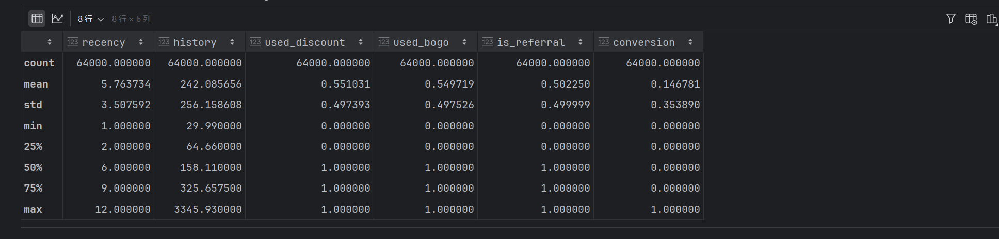 8 行 8 行 × 6 列
123 recency 123 history 123 used_discount 123 used_bogo 123 is_referral 123 conversion
count 64000.000000 64000.000000 64000.000000 64000.000000 64000.000000 64000.000000
mean 5.763734 242.085656 0.551031 0.549719 0.502250 0.146781
std 3.507592 256.158608 0.497393 0.497526 0.499999 0.353890
min 1.000000 29.990000 0.000000 0.000000 0.000000 0.000000
25% 2.000000 64.660000 0.000000 0.000000 0.000000 0.000000
50% 6.000000 158.110000 1.000000 1.000000 1.000000 0.000000
75% 9.000000 325.657500 1.000000 1.000000 1.000000 0.000000
max 12.000000 3345.930000 1.000000 1.000000 1.000000 1.000000